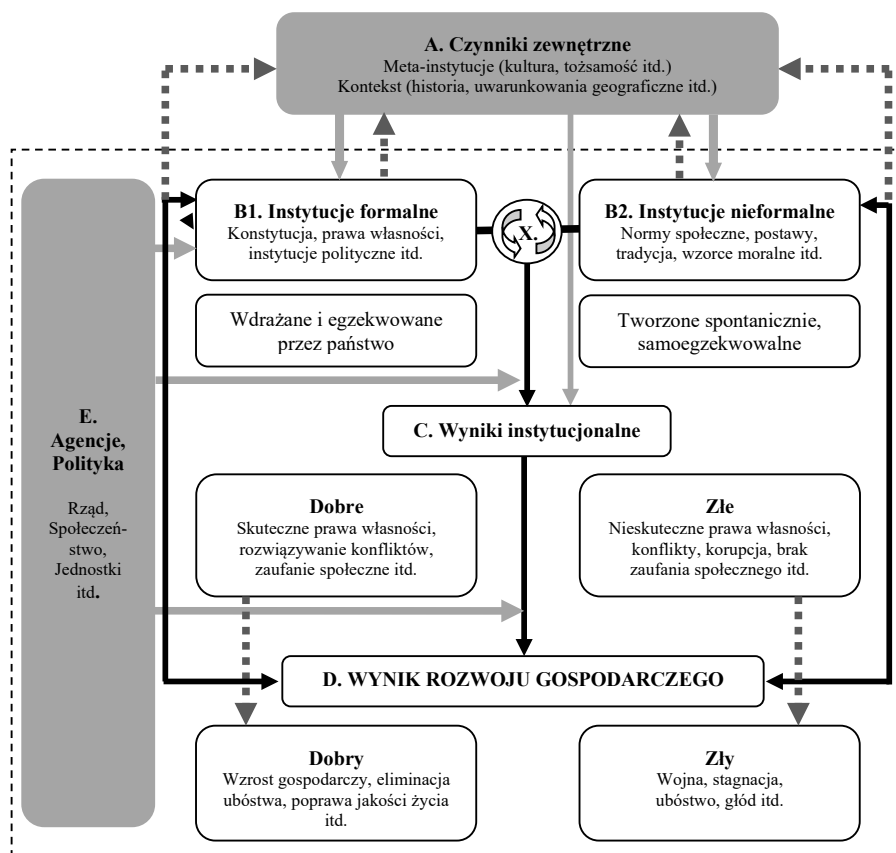 A. Czynniki zewnętrzne
Meta-instytucje (kultura, tożsamość itd.)
Kontekst (historia, uwarunkowania geograficzne itd.)
B1. Instytucje formalne
Konstytucja, prawa własności,
instytucje polityczne itd.
X.
B2. Instytucje nieformalne
Normy społeczne, postawy,
tradycja, wzorce moralne itd.
Wdrażane i egzekwowane
przez państwo
Tworzone spontanicznie,
samoegzekwowalne
E.
Agencje,
Polityka
Rząd,
Społeczeń-
stwo,
Jednostki
itd.
C. Wyniki instytucjonalne
Dobre
Skuteczne prawa własności,
rozwiązywanie konfliktów,
zaufanie społeczne itd.
Złe
Nieskuteczne prawa własności,
konflikty, korupcja, brak
zaufania społecznego itd.
D. WYNIK ROZWOJU GOSPODARCZEGO
Dobry
Wzrost gospodarczy, eliminacja
ubóstwa, poprawa jakości życia
itd.
Zły
Wojna, stagnacja,
ubóstwo, głód itd.